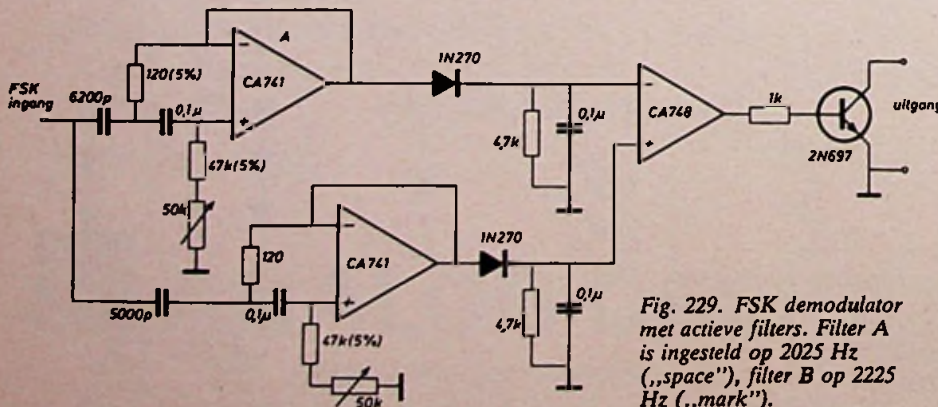 A
1N270
120(5%)
CA741
−
+
FSK
ingang
6200p
0,1µ
47k(5%)
50k
4,7k
0,1µ
CA748
−
+
1k
uitgang
2N697
120
CA741
−
+
1N270
5000p
0,1µ
47k(5%)
50k
4,7k
0,1µ
Fig. 229. FSK demodulator
met actieve filters. Filter A
is ingesteld op 2025 Hz
(„space"), filter B op 2225
Hz („mark").